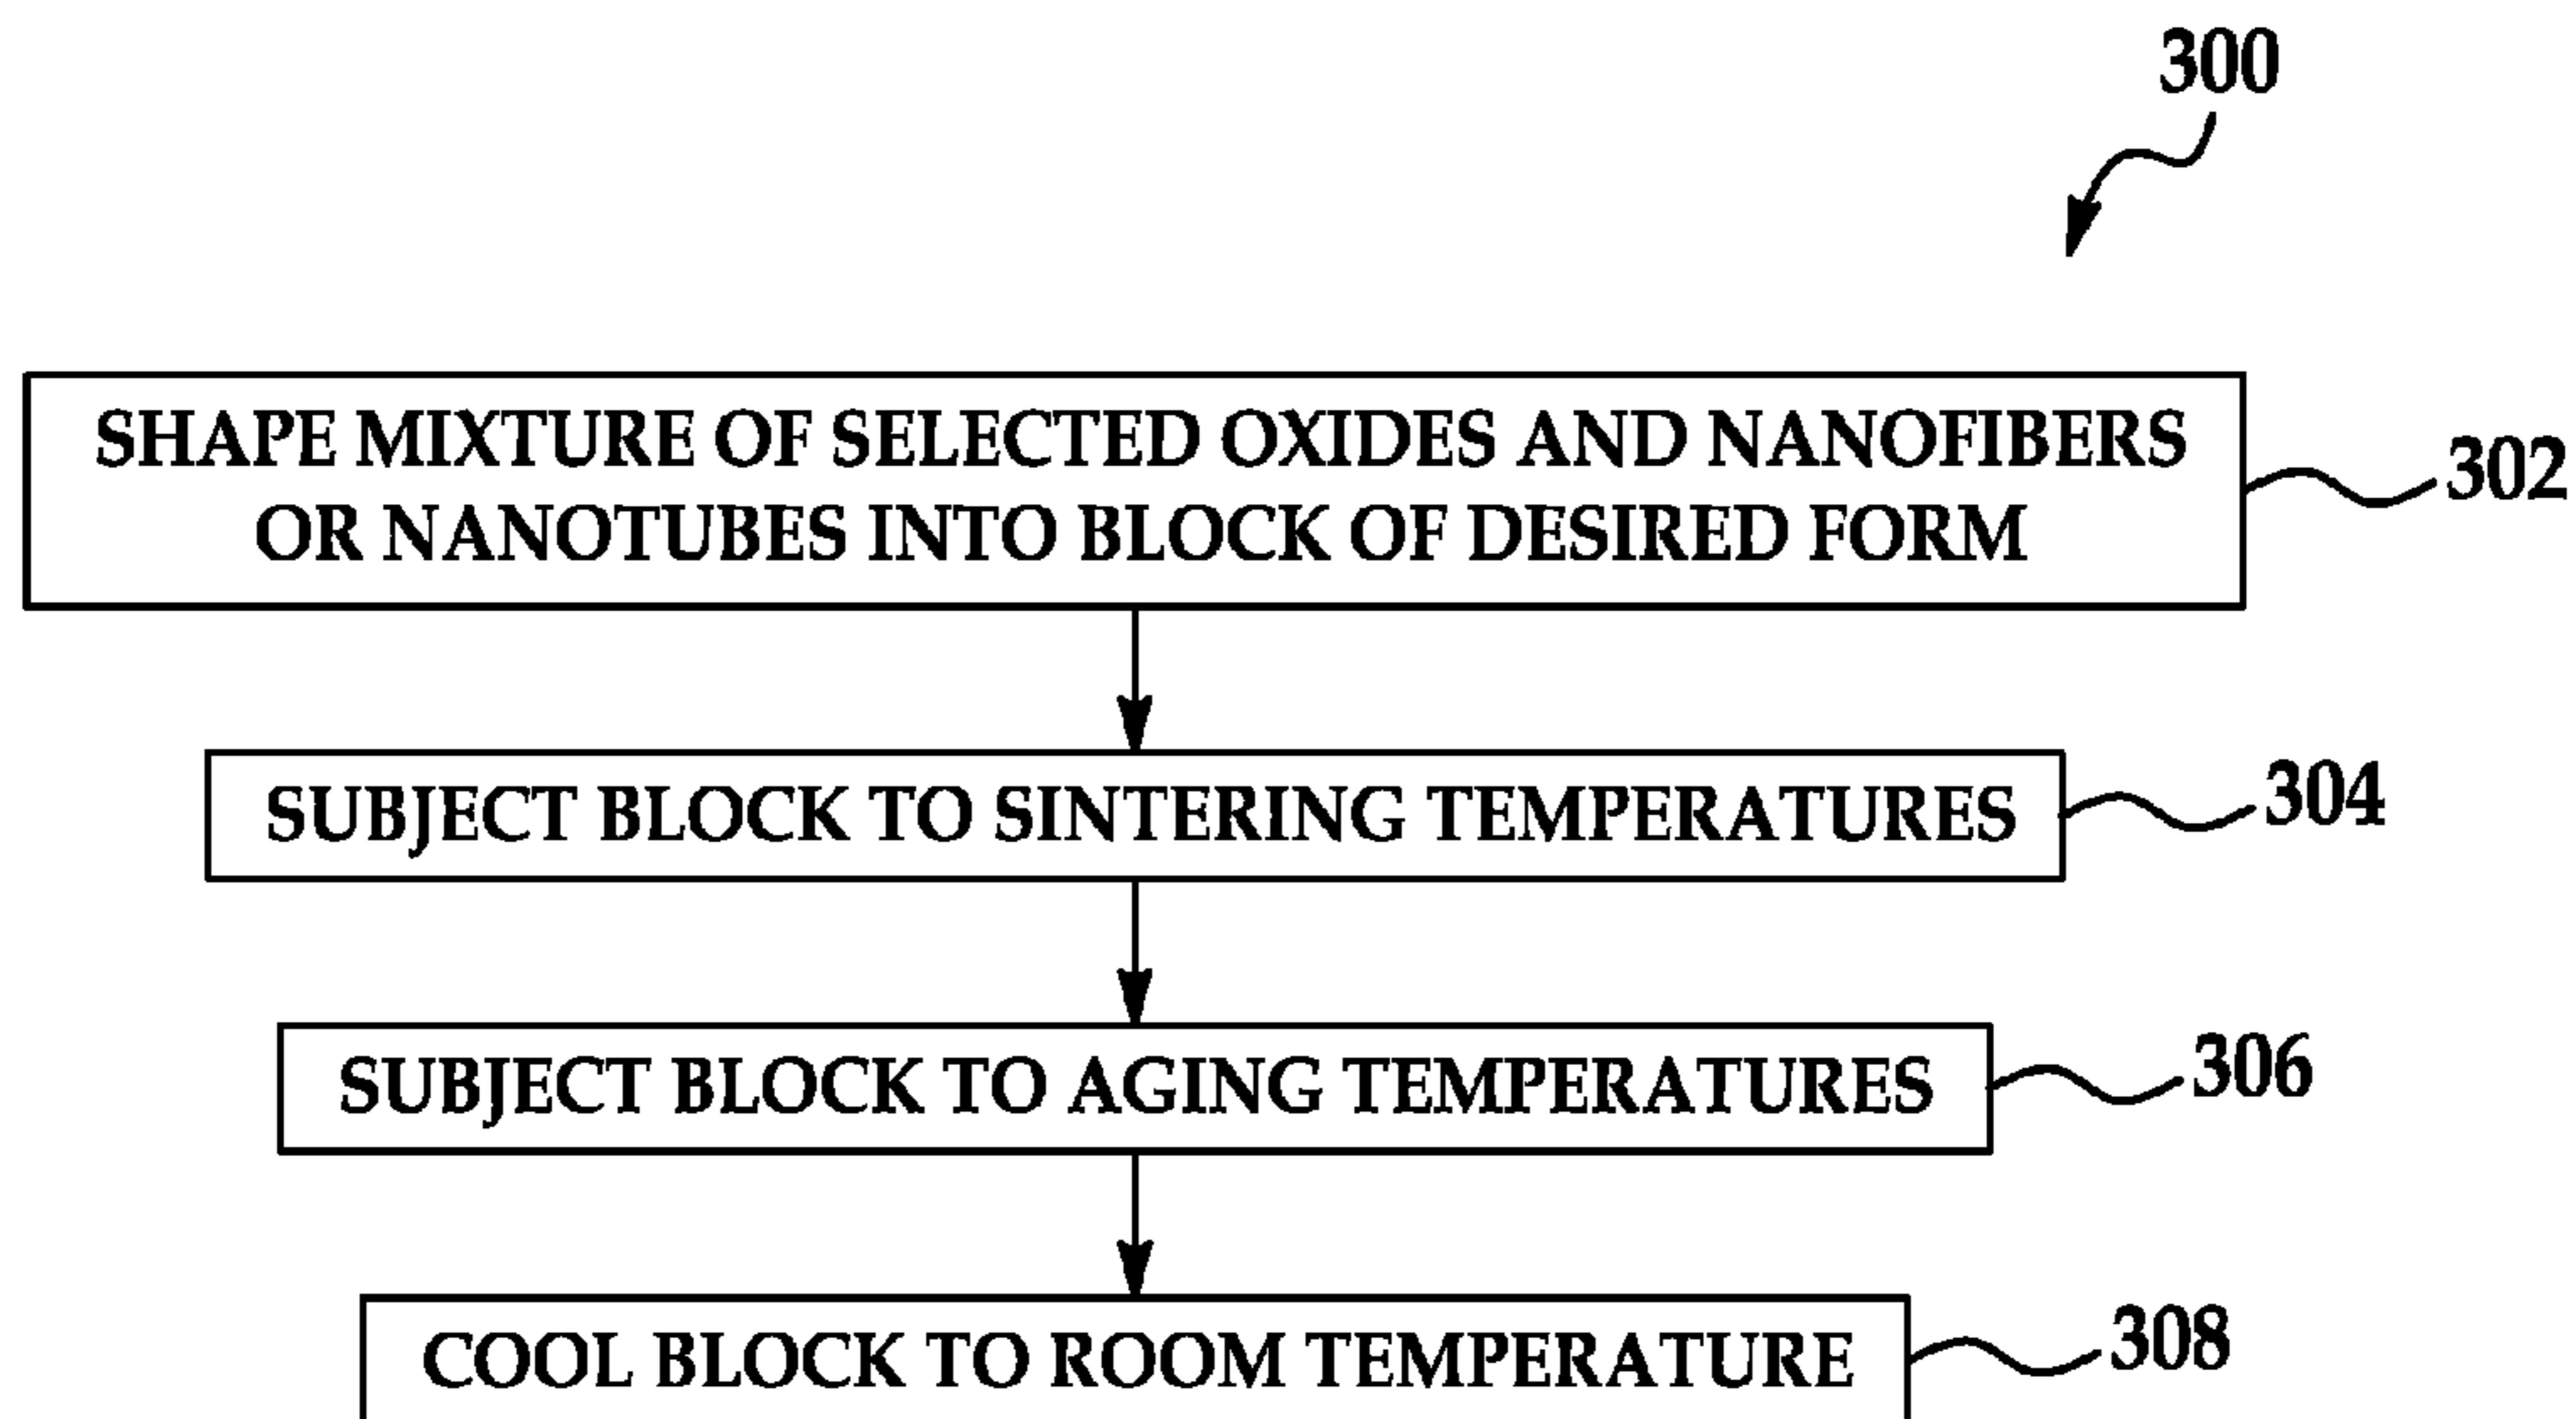 300
SHAPE MIXTURE OF SELECTED OXIDES AND NANOFIBERS
OR NANOTUBES INTO BLOCK OF DESIRED FORM
302
SUBJECT BLOCK TO SINTERING TEMPERATURES
304
SUBJECT BLOCK TO AGING TEMPERATURES
306
COOL BLOCK TO ROOM TEMPERATURE
308